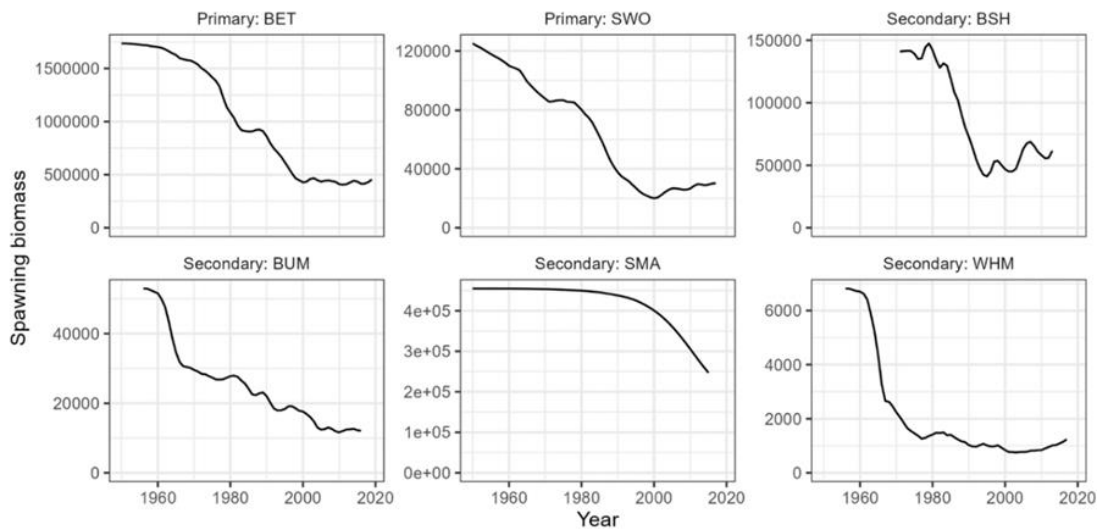 Primary: BET
Primary: SWO
Secondary: BSH
1500000
1000000
500000
0
120000
80000
40000
0
150000
100000
50000
0
Spawning biomass
Secondary: BUM
Secondary: SMA
Secondary: WHM
40000
20000
0
4e+05
3e+05
2e+05
1e+05
0e+00
6000
4000
2000
0
1960 1980 2000 2020
1960 1980 2000 2020
1960 1980 2000 2020
Year